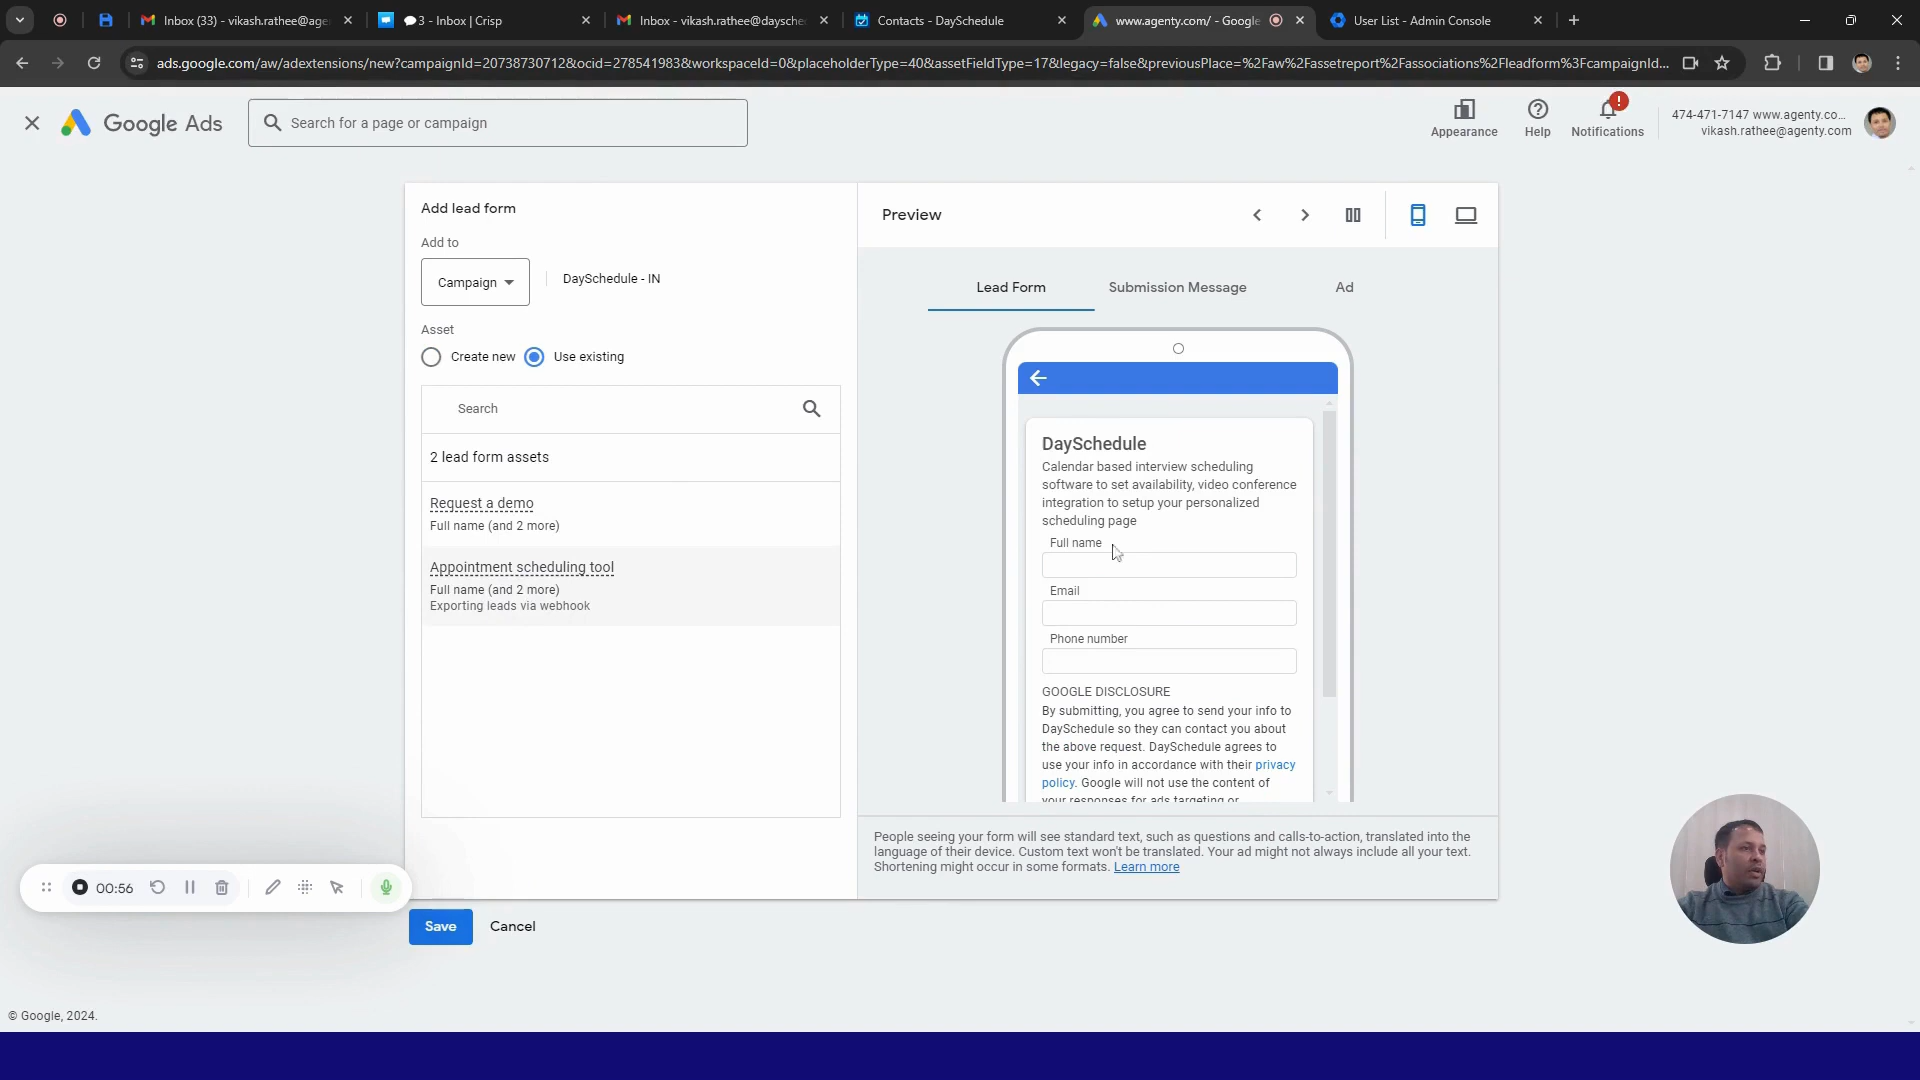 Inbox (33) - vikash.rathee@age
3 - Inbox | Crisp
Inbox - vikash.rathee@daysche
Contacts - DaySchedule
www.agenty.com/ - Google
User List - Admin Console
ads.google.com/aw/adextensions/new?campaignId=20738730712&ocid=278541983&workspaceId=0&placeholderType=40&assetFieldType=17&legacy=false&previousPlace=%2Faw%2Fassetreport%2Fassociations%2Fleadform%3FcampaignId...
Google Ads
Search for a page or campaign
Appearance
Help
Notifications
474-471-7147 www.agenty.co...
vikash.rathee@agenty.com
Add lead form
Add to
Campaign
DaySchedule - IN
Asset
Create new
Use existing
Search
2 lead form assets
Request a demo
Full name (and 2 more)
Appointment scheduling tool
Full name (and 2 more)
Exporting leads via webhook
Preview
Lead Form
Submission Message
Ad
DaySchedule
Calendar based interview scheduling
software to set availability, video conference
integration to setup your personalized
scheduling page
Full name
Email
Phone number
GOOGLE DISCLOSURE
By submitting, you agree to send your info to
DaySchedule so they can contact you about
the above request. DaySchedule agrees to
use your info in accordance with their privacy
policy. Google will not use the content of
your responses for ads targeting or
People seeing your form will see standard text, such as questions and calls-to-action, translated into the
language of their device. Custom text won't be translated. Your ad might not always include all your text.
Shortening might occur in some formats. Learn more
00:56
Save
Cancel
© Google, 2024.